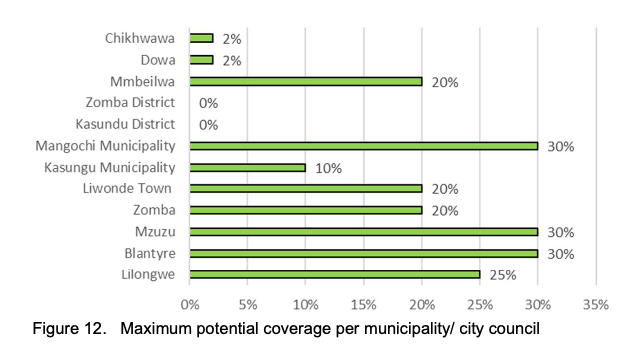 Chikhwawa 2%
Dowa 2%
Mmbeilwa 20%
Zomba District 0%
Kasundu District 0%
Mangochi Municipality 30%
Kasungu Municipality 10%
Liwonde Town 20%
Zomba 20%
Mzuzu 30%
Blantyre 30%
Lilongwe 25%
0% 5% 10% 15% 20% 25% 30% 35%
Figure 12. Maximum potential coverage per municipality/ city council